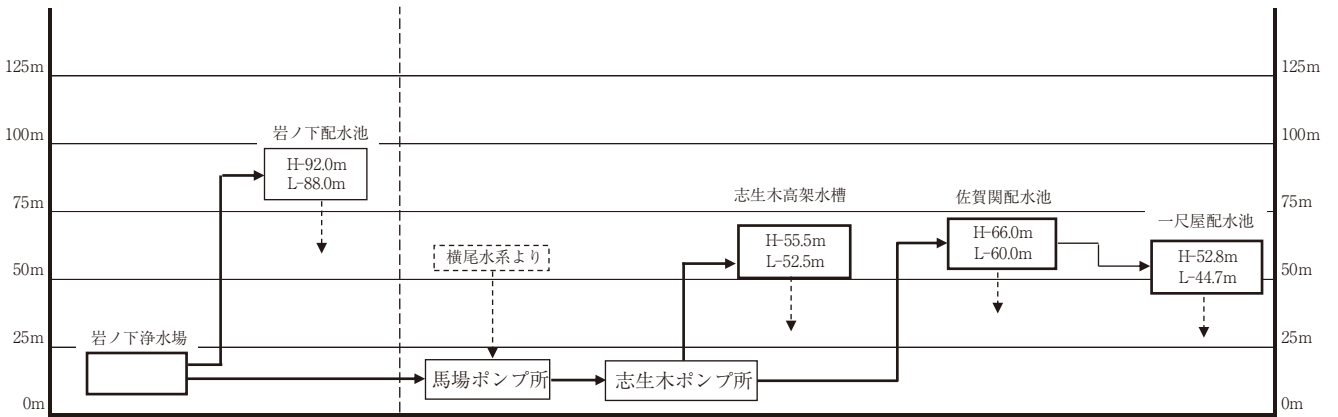 125m
125m
100m
岩ノ下配水池
100m
H-92.0m
L-88.0m
75m
志生木高架水槽
佐賀関配水池
75m
一尺屋配水池
H-55.5m
L-52.5m
H-66.0m
L-60.0m
横尾水系より
H-52.8m
L-44.7m
50m
50m
25m
岩ノ下浄水場
25m
馬場ポンプ所
志生木ポンプ所
0m
0m